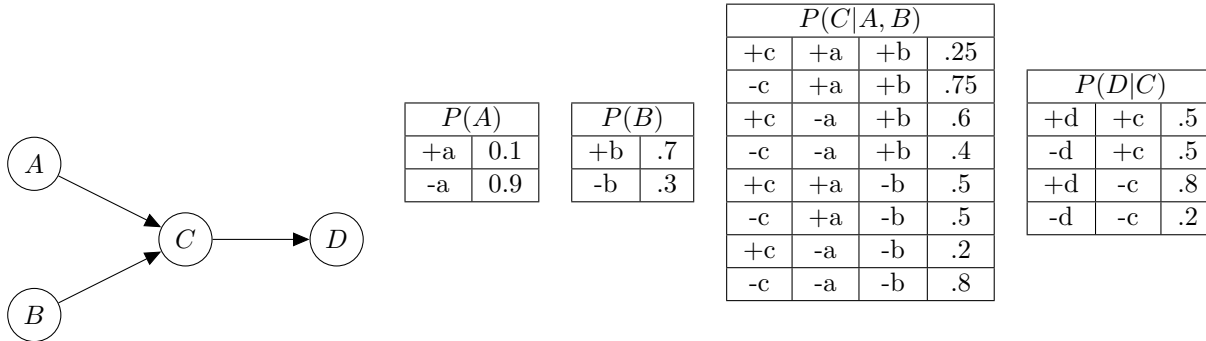 A
B
C
D
P(A)
+a 0.1
-a 0.9
P(B)
+b .7
-b .3
P(C|A, B)
+c +a +b .25
-c +a +b .75
+c -a +b .6
-c -a +b .4
+c +a -b .5
-c +a -b .5
+c -a -b .2
-c -a -b .8
P(D|C)
+d +c .5
-d +c .5
+d -c .8
-d -c .2